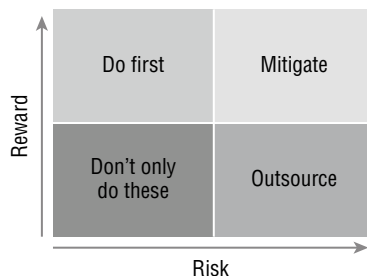 Reward
Do first
Mitigate
Don't only
do these
Outsource
Risk